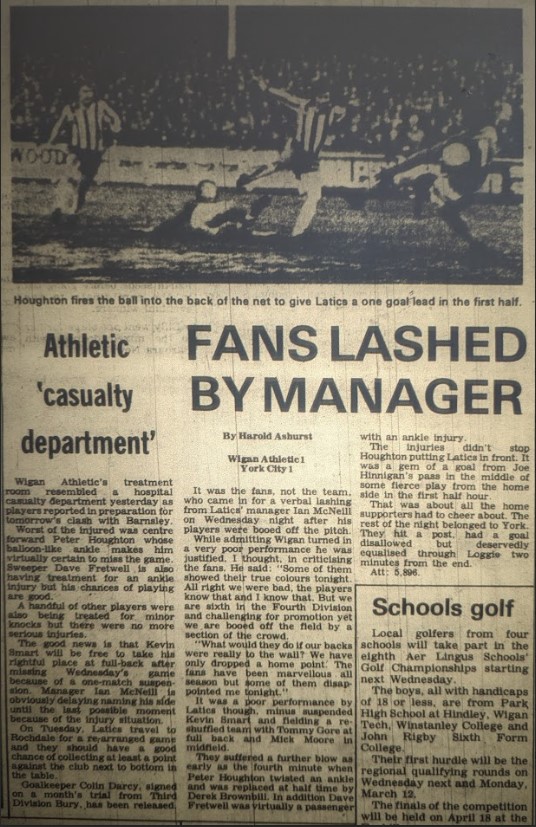 WOOD
Houghton fires the ball into the back of the net to give Latics a one goal lead in the first half.
Athletic
'casualty
department'
Wigan Athletic's treatment
room resembled a hospital
casualty department yesterday as
players reported in preparation for
tomorrow's clash with Barnsley.
Worst of the injured was centre
forward Peter Houghton whose
balloon-like ankle makes him
virtually certain to miss the game.
Sweeper Dave Fretwell is also
having treatment for an ankle
injury but his chances of playing
are good.
A handful of other players were
also being treated for minor
knocks but there were no more
serious injuries.
The good news is that Kevin
Smart will be free to take his
rightful place at full-back after
missing Wednesday's game
because of a one-match suspen-
sion. Manager Ian McNeill is
obviously delaying naming his side
until the last possible moment
because of the injury situation.
On Tuesday, Latics travel to
Rochdale for a re-arranged game
and they should have a good
chance of collecting at least a point
against the club next to bottom in
the table.
Goalkeeper Colin Darcy, signed
on a month's trial from Third
Division Bury, has been released.
FANS LASHED
BY MANAGER
By Harold Ashurst
Wigan Athletic 1
York City 1
It was the fans, not the team,
who came in for a verbal lashing
from Latics' manager Ian McNeill
on Wednesday night after his
players were booed off the pitch.
While admitting Wigan turned in
a very poor performance he was
justified, I thought, in criticising
the fans. He said: "Some of them
showed their true colours tonight.
All right we were bad, the players
know that and I know that. But we
are sixth in the Fourth Division
and challenging for promotion yet
we are booed off the field by a
section of the crowd.
"What would they do if our backs
were really to the wall? We have
only dropped a home point. The
fans have been marvellous all
season but some of them disap-
pointed me tonight."
It was a poor performance by
Latics though, minus suspended
Kevin Smart and fielding a re-
shuffled team with Tommy Gore at
full back and Mick Moore in
midfield.
They suffered a further blow as
early as the fourth minute when
Peter Houghton twisted an ankle
and was replaced at half time by
Derek Brownbill. In addition Dave
Fretwell was virtually a passenger
with an ankle injury.
The injuries didn't stop
Houghton putting Latics in front. It
was a gem of a goal from Joe
Hinnigan's pass in the middle of
some fierce play from the home
side in the first half hour.
That was about all the home
supporters had to cheer about. The
rest of the night belonged to York.
They hit a post, had a goal
disallowed but deservedly
equalised through Loggie two
minutes from the end.
Att: 5,896.
Schools golf
Local golfers from four
schools will take part in the
eighth Aer Lingus Schools'
Golf Championships starting
next Wednesday.
The boys, all with handicaps
of 18 or less, are from Park
High School at Hindley, Wigan
Tech, Winstanley College and
John Rigby Sixth Form
College.
Their first hurdle will be the
regional qualifying rounds on
Wednesday next and Monday,
March 12.
The finals of the competition
will be held on April 18 at the